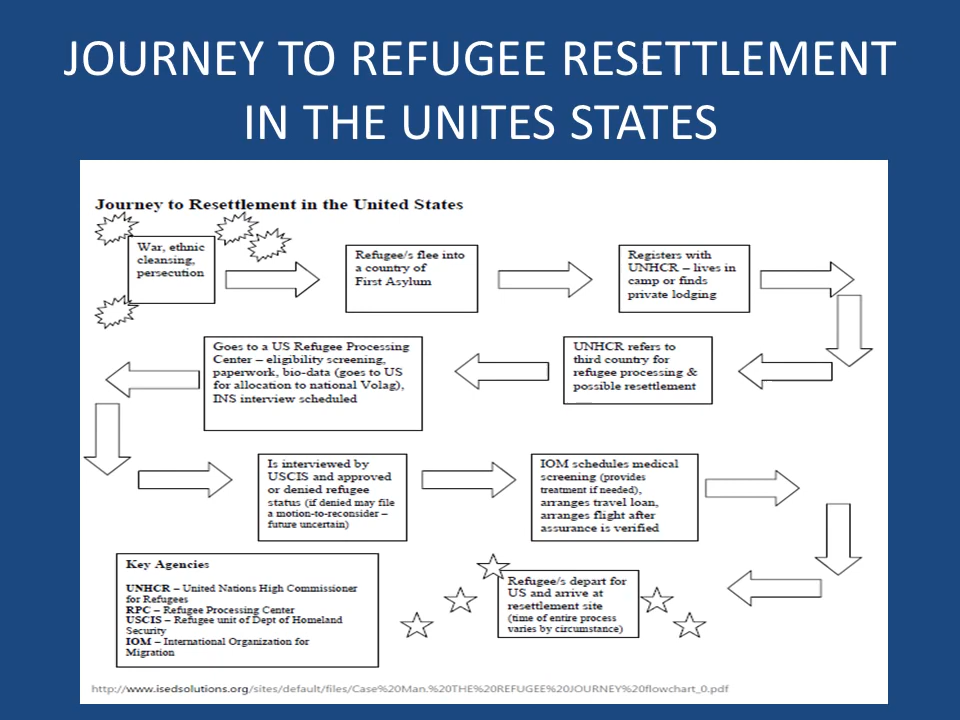 JOURNEY TO REFUGEE RESETTLEMENT
IN THE UNITES STATES
Journey to Resettlement in the United States
War, ethnic
cleansing,
persecution
Refugee/s flee into
a country of
First Asylum
Registers with
UNHCR – lives in
camp or finds
private lodging
UNHCR refers to
third country for
refugee processing &
possible resettlement
Goes to a US Refugee Processing
Center – eligibility screening,
paperwork, bio-data (goes to US
for allocation to national Volag),
INS interview scheduled
Is interviewed by
USCIS and approved
or denied refugee
status (if denied may file
a motion-to-reconsider –
future uncertain)
IOM schedules medical
screening (provides
treatment if needed),
arranges travel loan,
arranges flight after
assurance is verified
Refugee/s depart for
US and arrive at
resettlement site
(time of entire process
varies by circumstance)
Key Agencies
UNHCR – United Nations High Commissioner
for Refugees
RPC – Refugee Processing Center
USCIS – Refugee unit of Dept of Homeland
Security
IOM – International Organization for
Migration
http://www.isedsolutions.org/sites/default/files/Case%20Man.%20THE%20REFUGEE%20JOURNEY%20flowchart_0.pdf